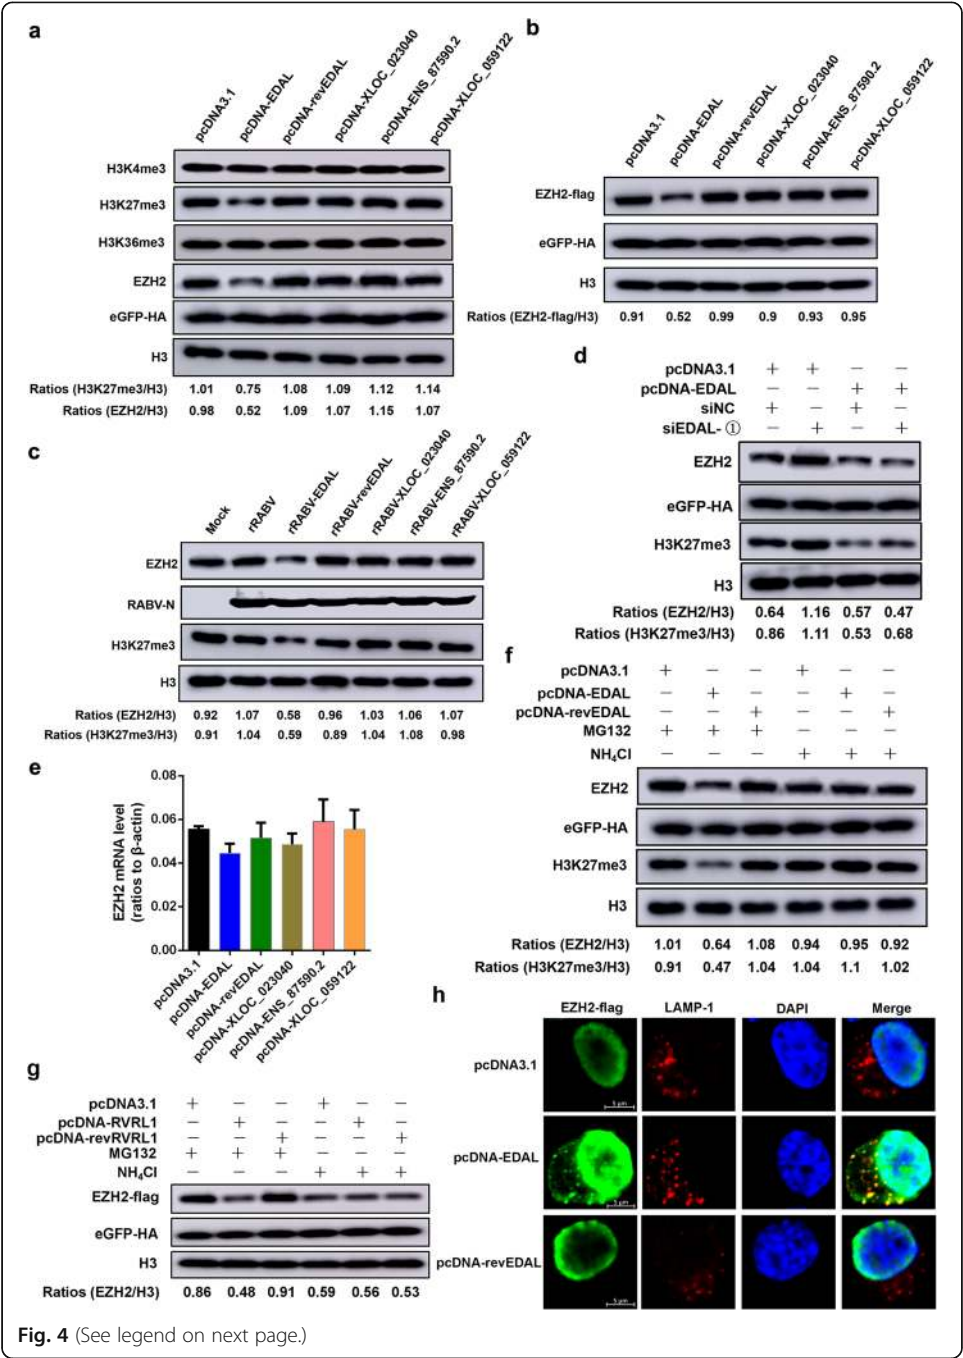 a
pcDNA3.1
pcDNA-EDAL
pcDNA-revEDAL
pcDNA-XLOC_023040
pcDNA-ENS_87590.2
pcDNA-XLOC_059122
H3K4me3
H3K27me3
H3K36me3
EZH2
eGFP-HA
H3
Ratios (H3K27me3/H3) 1.01 0.75 1.08 1.09 1.12 1.14
Ratios (EZH2/H3) 0.98 0.52 1.09 1.07 1.15 1.07
b
pcDNA3.1
pcDNA-EDAL
pcDNA-revEDAL
pcDNA-XLOC_023040
pcDNA-ENS_87590.2
pcDNA-XLOC_059122
EZH2-flag
eGFP-HA
H3
Ratios (EZH2-flag/H3) 0.91 0.52 0.99 0.9 0.93 0.95
c
Mock
rRABV
rRABV-EDAL
rRABV-revEDAL
rRABV-XLOC_023040
rRABV-ENS_87590.2
rRABV-XLOC_059122
EZH2
RABV-N
H3K27me3
H3
Ratios (EZH2/H3) 0.92 1.07 0.58 0.96 1.03 1.06 1.07
Ratios (H3K27me3/H3) 0.91 1.04 0.59 0.89 1.04 1.08 0.98
d
pcDNA3.1 + + − −
pcDNA-EDAL − − + +
siNC + − + −
siEDAL- ① − + − +
EZH2
eGFP-HA
H3K27me3
H3
Ratios (EZH2/H3) 0.64 1.16 0.57 0.47
Ratios (H3K27me3/H3) 0.86 1.11 0.53 0.68
e
EZH2 mRNA level
(ratios to β-actin)
0.08
0.06
0.04
0.02
0.00
pcDNA3.1
pcDNA-EDAL
pcDNA-revEDAL
pcDNA-XLOC_023040
pcDNA-ENS_87590.2
pcDNA-XLOC_059122
f
pcDNA3.1 + − − + − −
pcDNA-EDAL − + − − + −
pcDNA-revEDAL − − + − − +
MG132 + + + − − −
NH4Cl − − − + + +
EZH2
eGFP-HA
H3K27me3
H3
Ratios (EZH2/H3) 1.01 0.64 1.08 0.94 0.95 0.92
Ratios (H3K27me3/H3) 0.91 0.47 1.04 1.04 1.1 1.02
g
pcDNA3.1 + − − + − −
pcDNA-RVRL1 − + − − + −
pcDNA-revRVRL1 − − + − − +
MG132 + + + − − −
NH4Cl − − − + + +
EZH2-flag
eGFP-HA
H3
Ratios (EZH2/H3) 0.86 0.48 0.91 0.59 0.56 0.53
h
EZH2-flag LAMP-1 DAPI Merge
pcDNA3.1
5 μm
pcDNA-EDAL
5 μm
pcDNA-revEDAL
5 μm
Fig. 4 (See legend on next page.)